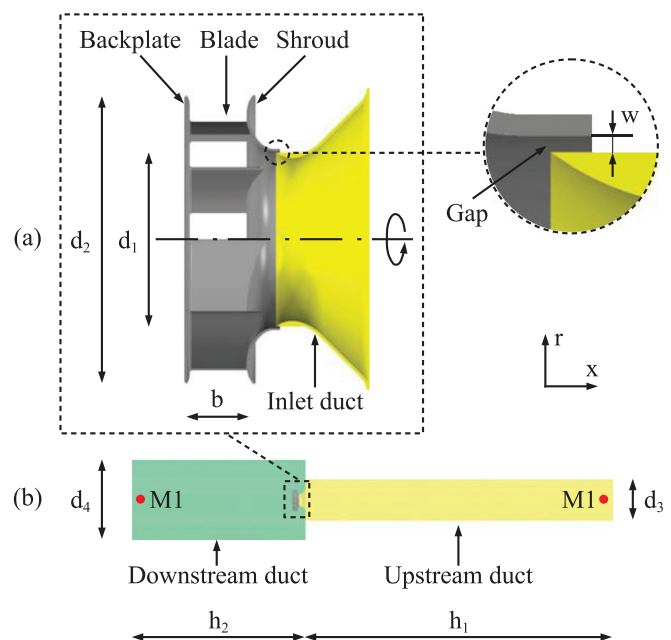 Backplate Blade Shroud
w
Gap
(a)
d2
d1
r
x
b
Inlet duct
(b)
d4
M1
M1
d3
Downstream duct
Upstream duct
h2
h1